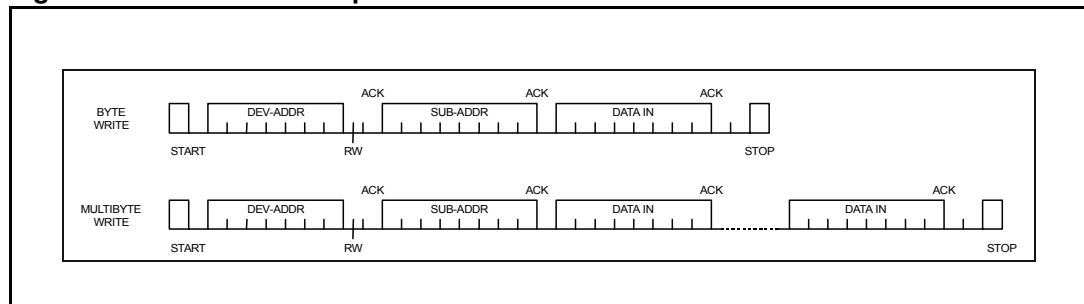 ACK ACK ACK
BYTE WRITE DEV-ADDR SUB-ADDR DATA IN
START RW STOP
ACK ACK ACK ACK
MULTIBYTE WRITE DEV-ADDR SUB-ADDR DATA IN DATA IN
START RW STOP